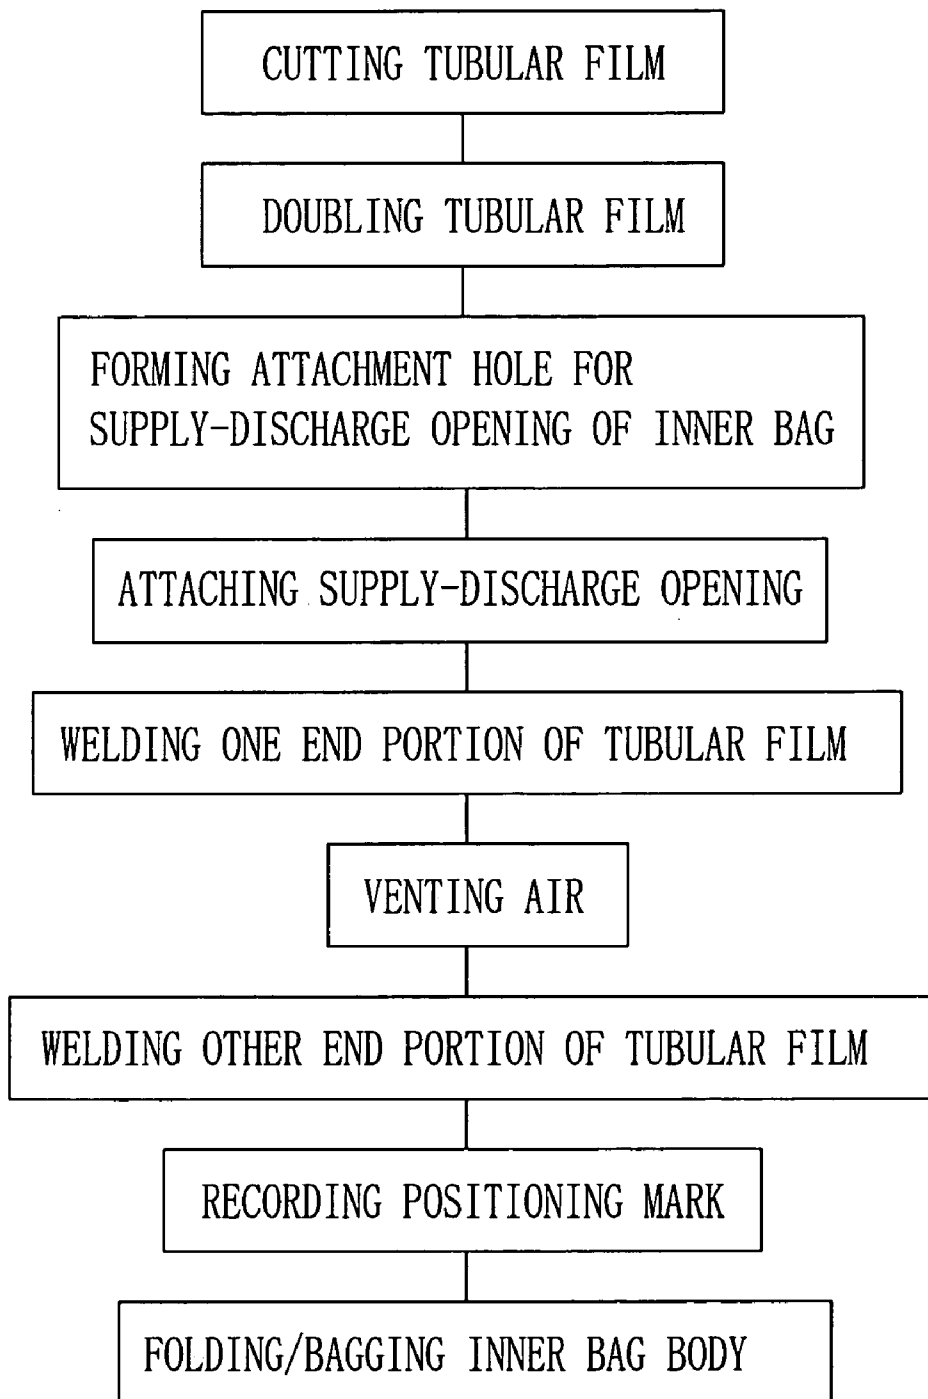 CUTTING TUBULAR FILM
DOUBLING TUBULAR FILM
FORMING ATTACHMENT HOLE FOR
SUPPLY-DISCHARGE OPENING OF INNER BAG
ATTACHING SUPPLY-DISCHARGE OPENING
WELDING ONE END PORTION OF TUBULAR FILM
VENTING AIR
WELDING OTHER END PORTION OF TUBULAR FILM
RECORDING POSITIONING MARK
FOLDING/BAGGING INNER BAG BODY